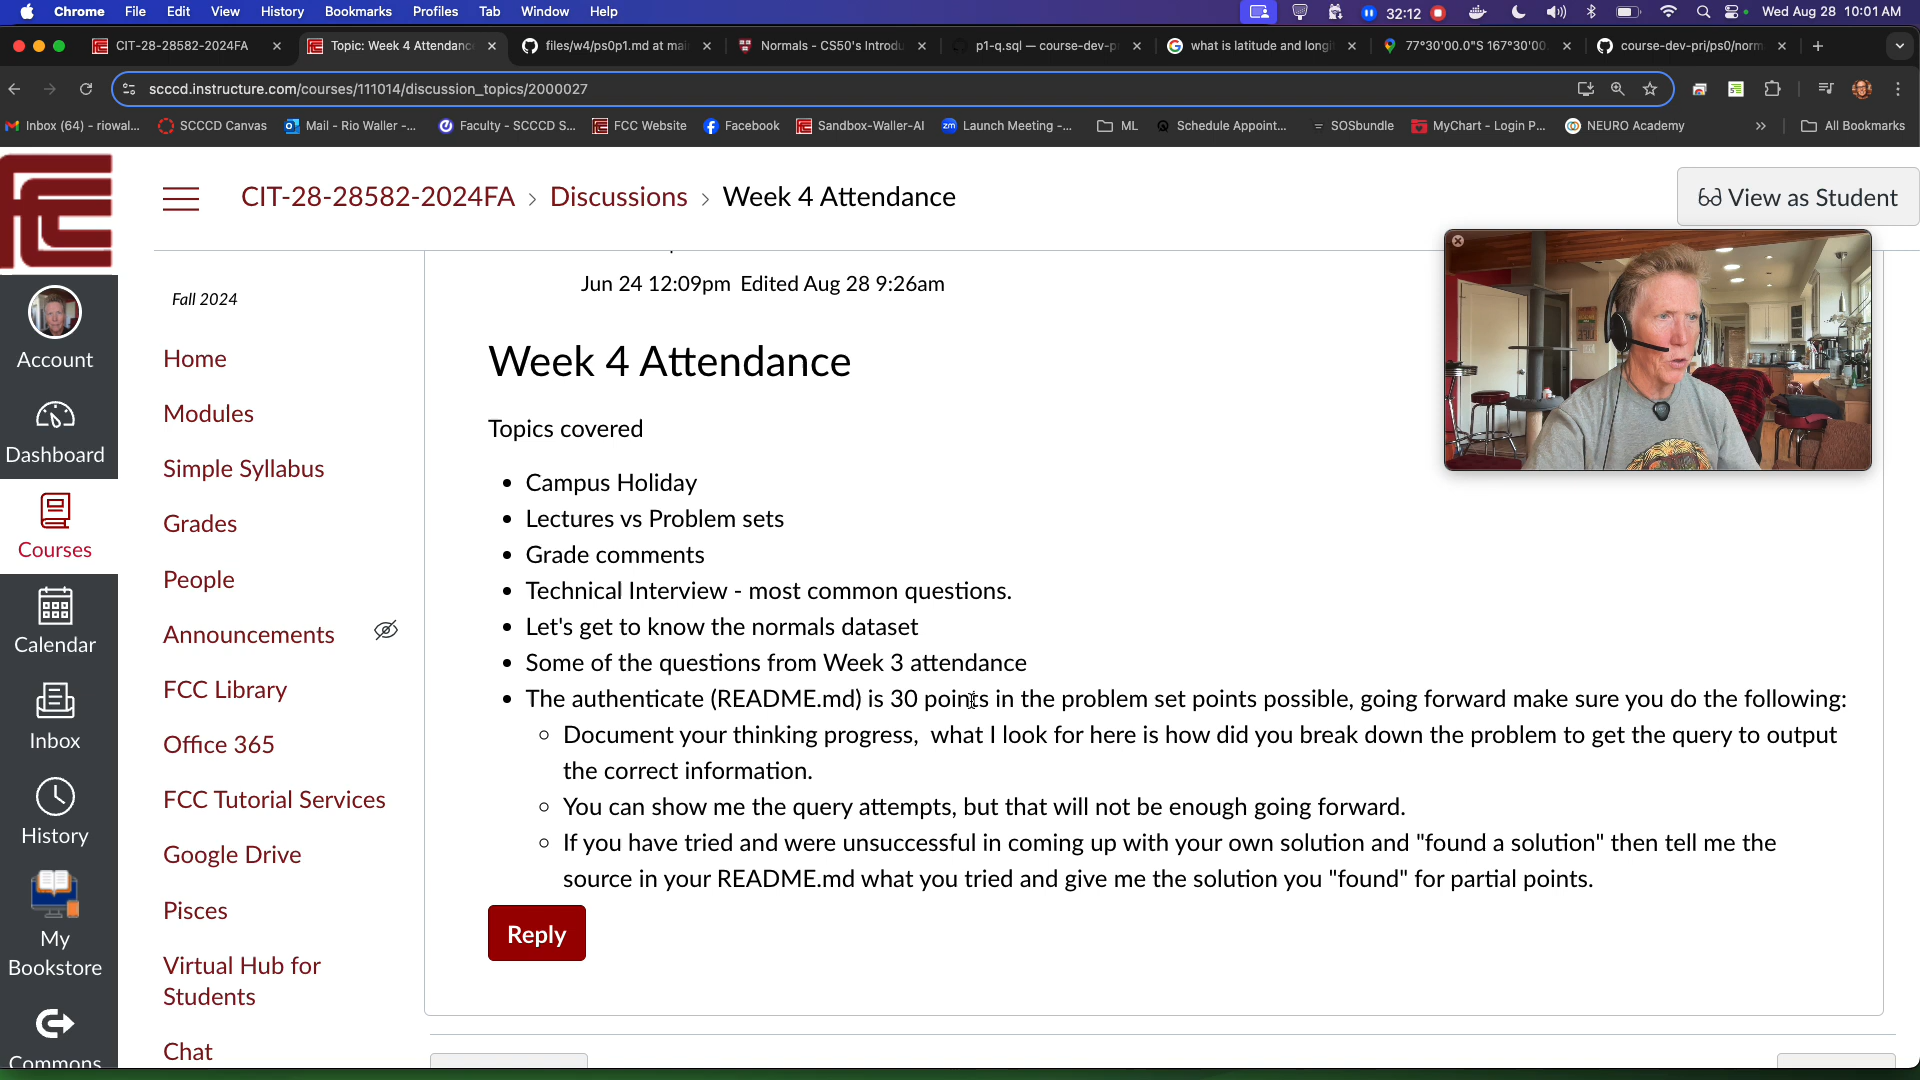 Chrome File Edit View History Bookmarks Profiles Tab Window Help 32:12 Wed Aug 28 10:01 AM
CIT-28-28582-2024FA Topic: Week 4 Attendanc files/w4/ps0p1.md at mai Normals - CS50's Introdu p1-q.sql — course-dev-p what is latitude and longi 77°30'00.0"S 167°30'00 course-dev-pri/ps0/norm
scccd.instructure.com/courses/111014/discussion_topics/2000027
Inbox (64) - riowal... SCCCD Canvas Mail - Rio Waller -... Faculty - SCCCD S... FCC Website Facebook Sandbox-Waller-AI Launch Meeting -... ML Schedule Appoint... SOSbundle MyChart - Login P... NEURO Academy » All Bookmarks
CIT-28-28582-2024FA › Discussions › Week 4 Attendance
View as Student
Jun 24 12:09pm Edited Aug 28 9:26am
Fall 2024
Account
Dashboard
Courses
Calendar
Inbox
History
My
Bookstore
Commons
Home
Modules
Simple Syllabus
Grades
People
Announcements
FCC Library
Office 365
FCC Tutorial Services
Google Drive
Pisces
Virtual Hub for
Students
Chat
Week 4 Attendance
Topics covered
• Campus Holiday
• Lectures vs Problem sets
• Grade comments
• Technical Interview - most common questions.
• Let's get to know the normals dataset
• Some of the questions from Week 3 attendance
• The authenticate (README.md) is 30 points in the problem set points possible, going forward make sure you do the following:
Document your thinking progress,  what I look for here is how did you break down the problem to get the query to output
the correct information.
You can show me the query attempts, but that will not be enough going forward.
If you have tried and were unsuccessful in coming up with your own solution and "found a solution" then tell me the
source in your README.md what you tried and give me the solution you "found" for partial points.
Reply